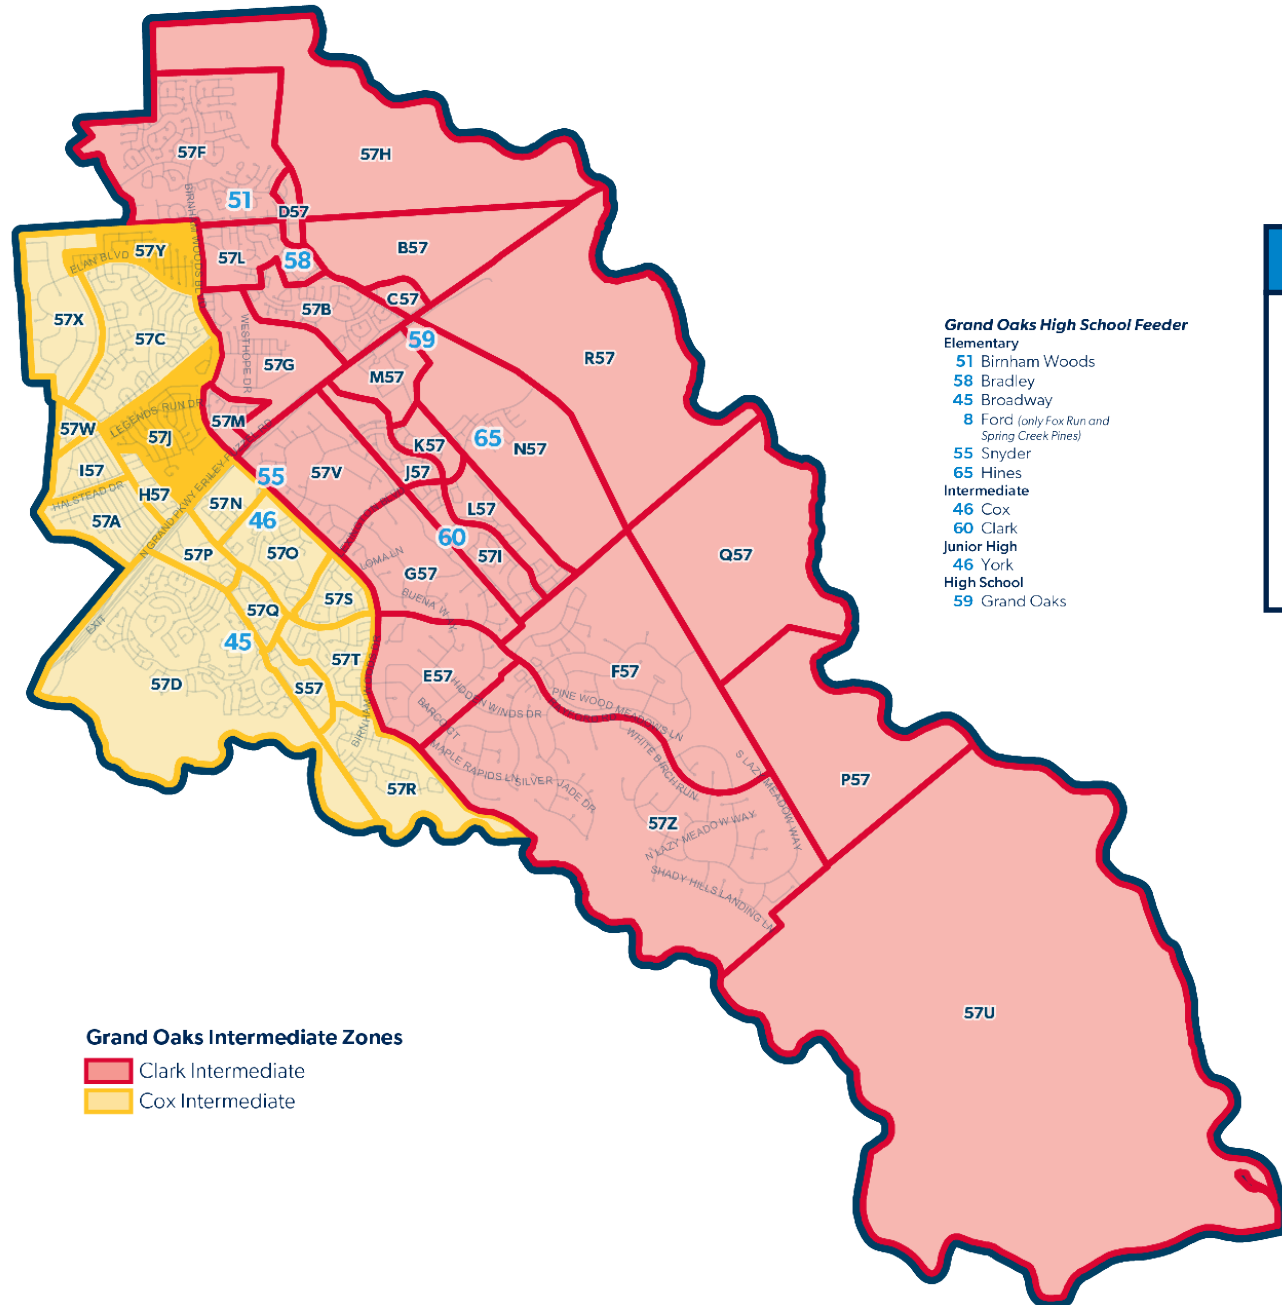 57F
57H
51
D57
57Y
57L
58
B57
ELAN BLVD
57X
57B
C57
57C
59
WESTHOPE DR
57G
M57
R57
57W
LEGENDS RUN DR
57M
57J
K57
65
N57
I57
55
57V
J57
HALSTEAD DR
H57
57N
L57
57A
46
60
N GRAND PKWY E
RILEY FUZZEL RD
57P
57O
57I
Q57
LOMA LN
G57
57S
BUENA W
57Q
EXIT
45
57T
E57
F57
57D
S57
HIDDEN WINDS DR
PINE WOOD MEADOWS LN
BARGOST
WHITE BIRCH RUN
MAPLE RAPIDS LN
SILVER JADE DR
S LAZY MEADOW WAY
57R
P57
57Z
N LAZY MEADOW WAY
SHADY HILLS LANDING LN
57U
Grand Oaks High School Feeder
Elementary
51 Birnham Woods
58 Bradley
45 Broadway
8 Ford (only Fox Run and
Spring Creek Pines)
55 Snyder
65 Hines
Intermediate
46 Cox
60 Clark
Junior High
46 York
High School
59 Grand Oaks
Grand Oaks Intermediate Zones
Clark Intermediate
Cox Intermediate